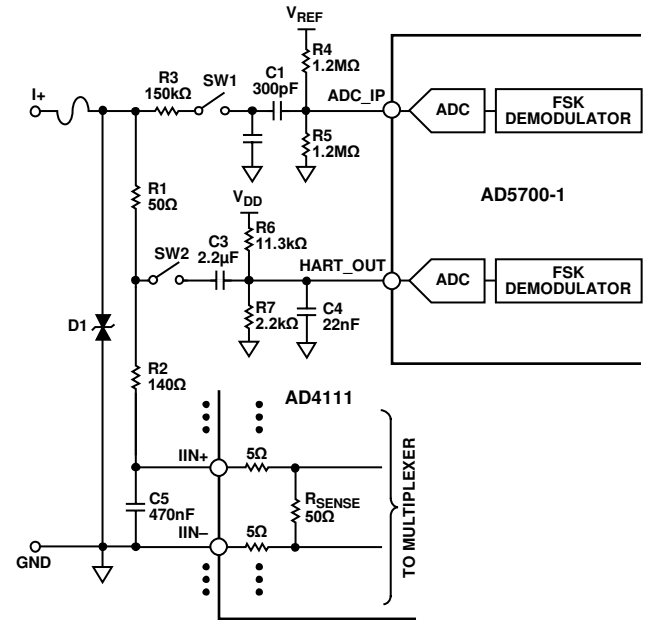 VREF
R4
1.2MΩ
I+
R3
150kΩ
SW1
C1
300pF
ADC_IP
ADC
FSK
DEMODULATOR
R5
1.2MΩ
AD5700-1
R1
50Ω
VDD
R6
11.3kΩ
SW2
C3
2.2µF
HART_OUT
ADC
FSK
DEMODULATOR
R7
2.2kΩ
C4
22nF
D1
R2
140Ω
AD4111
IIN+
5Ω
C5
470nF
RSENSE
50Ω
IIN–
5Ω
GND
TO MULTIPLEXER